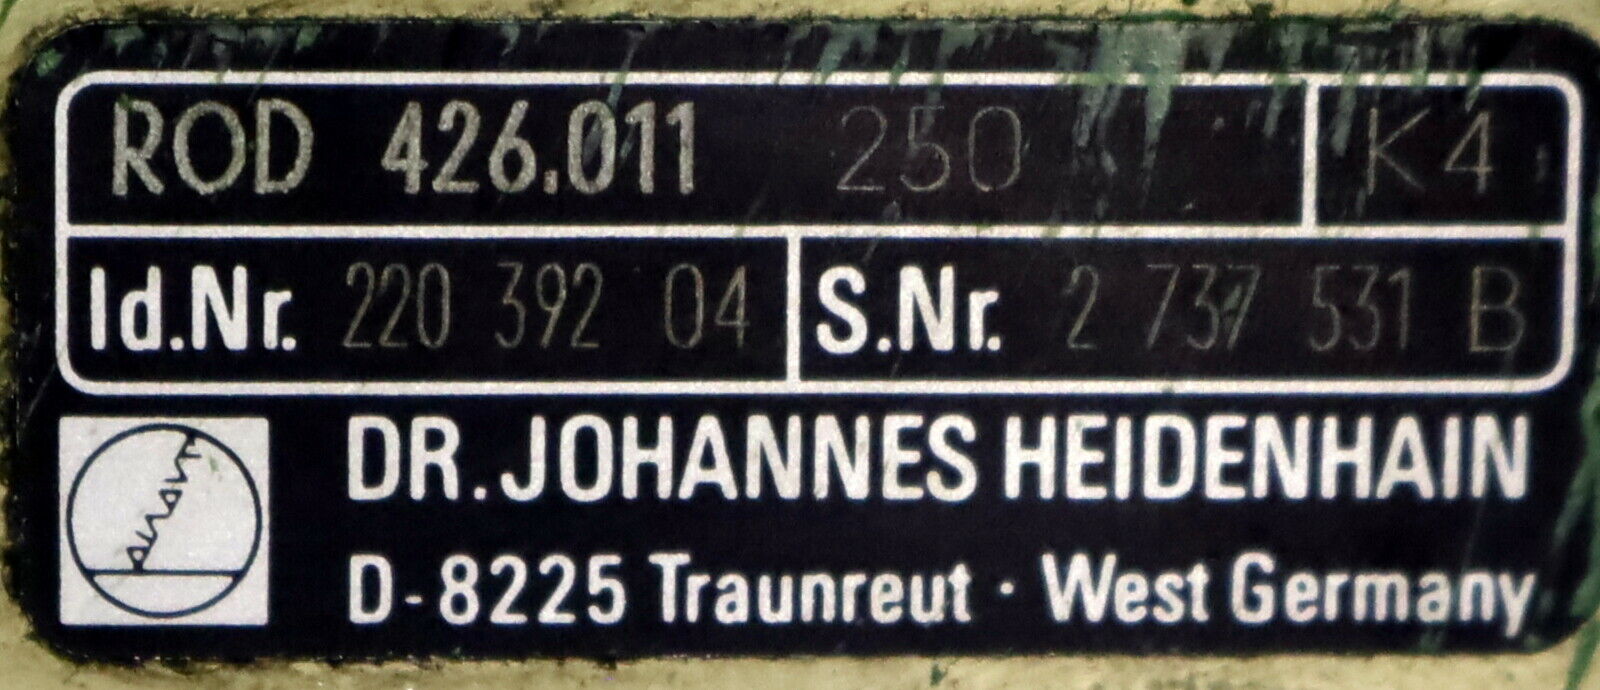 ROD 426.011 250 K4
Id.Nr. 220 392 04 S.Nr. 2 737 531 B
DR. JOHANNES HEIDENHAIN
D-8225 Traunreut · West Germany